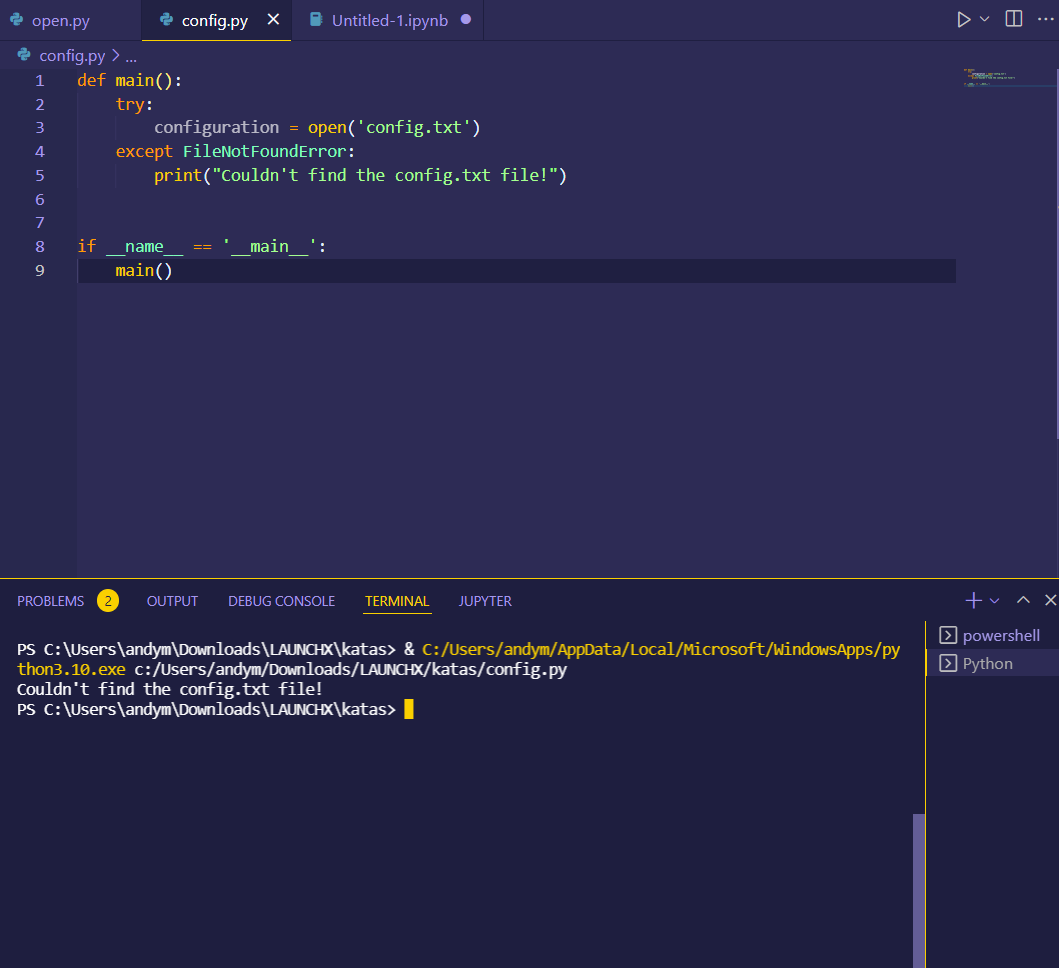 open.py config.py Untitled-1.ipynb
config.py > ...
1 def main():
2     try:
3         configuration = open('config.txt')
4     except FileNotFoundError:
5         print("Couldn't find the config.txt file!")
6
7
8 if __name__ == '__main__':
9     main()
PROBLEMS 2 OUTPUT DEBUG CONSOLE TERMINAL JUPYTER
PS C:\Users\andym\Downloads\LAUNCHX\katas> & C:/Users/andym/AppData/Local/Microsoft/WindowsApps/py
thon3.10.exe c:/Users/andym/Downloads/LAUNCHX/katas/config.py
Couldn't find the config.txt file!
PS C:\Users\andym\Downloads\LAUNCHX\katas>
powershell
Python